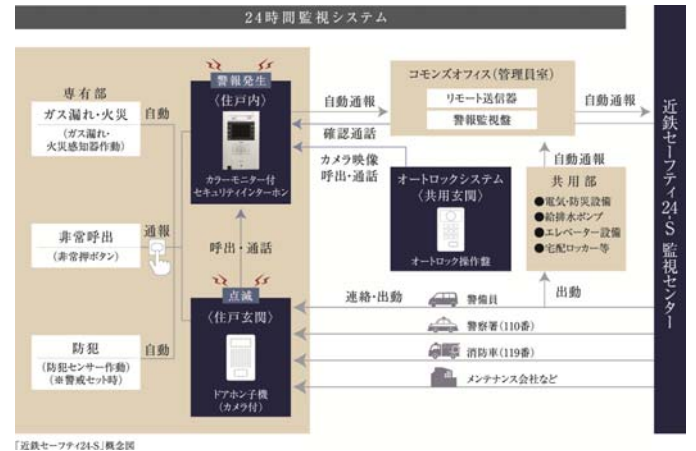 24時間監視システム
専有部
ガス漏れ・火災
(ガス漏れ・
火災感知器作動)
自動
非常呼出
(非常押ボタン)
通報
防犯
(防犯センサー作動)
(※警戒セット時)
自動
警報発生
〈住戸内〉
カラーモニター付
セキュリティインターホン
呼出・通話
点滅
〈住戸玄関〉
ドアホン子機
(カメラ付)
自動通報
確認通話
カメラ映像
呼出・通話
コモンズオフィス(管理員室)
リモート送信器
警報監視盤
自動通報
オートロックシステム
〈共用玄関〉
オートロック操作盤
自動通報
共用部
●電気・防災設備
●給排水ポンプ
●エレベーター設備
●宅配ロッカー等
出動
連絡・出動
警備員
警察署(110番)
消防車(119番)
メンテナンス会社など
近鉄セーフティ24・S 監視センター
「近鉄セーフティ24-S」概念図